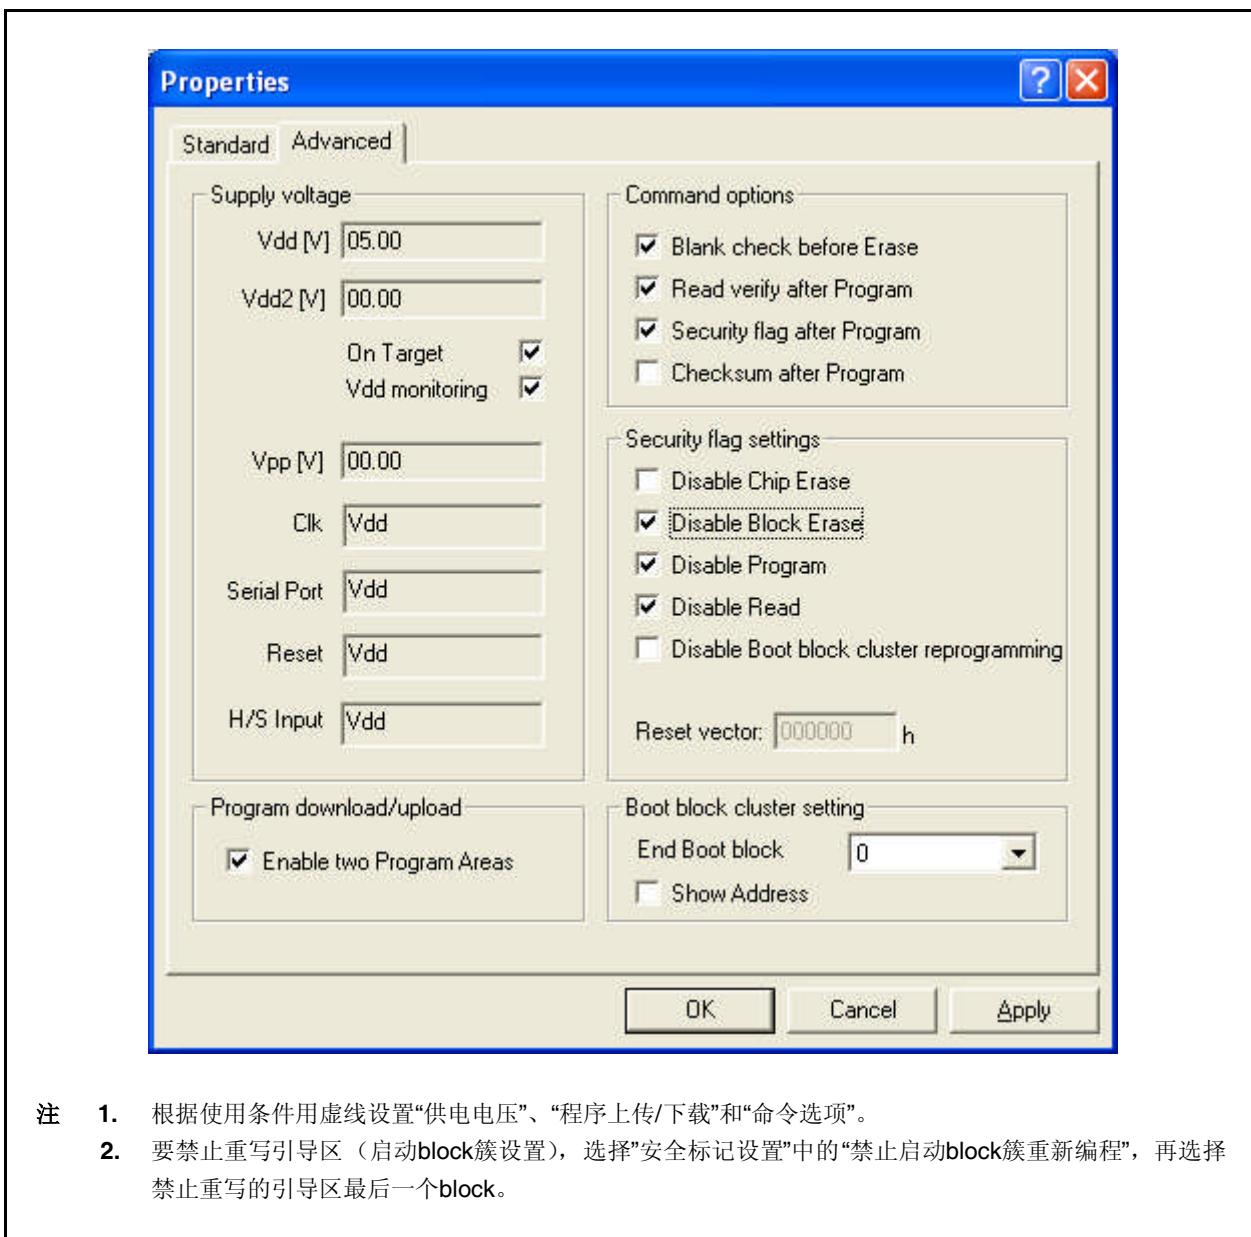 Properties
Standard
Advanced
Supply voltage
Vdd [V] 05.00
Vdd2 [V] 00.00
On Target
Vdd monitoring
Vpp [V] 00.00
Clk Vdd
Serial Port Vdd
Reset Vdd
H/S Input Vdd
Program download/upload
Enable two Program Areas
Command options
Blank check before Erase
Read verify after Program
Security flag after Program
Checksum after Program
Security flag settings
Disable Chip Erase
Disable Block Erase
Disable Program
Disable Read
Disable Boot block cluster reprogramming
Reset vector: 000000 h
Boot block cluster setting
End Boot block 0
Show Address
OK
Cancel
Apply
注 1. 根据使用条件用虚线设置“供电电压”、“程序上传/下载”和“命令选项”。
2. 要禁止重写引导区（启动block簇设置），选择”安全标记设置”中的“禁止启动block簇重新编程”，再选择
禁止重写的引导区最后一个block。